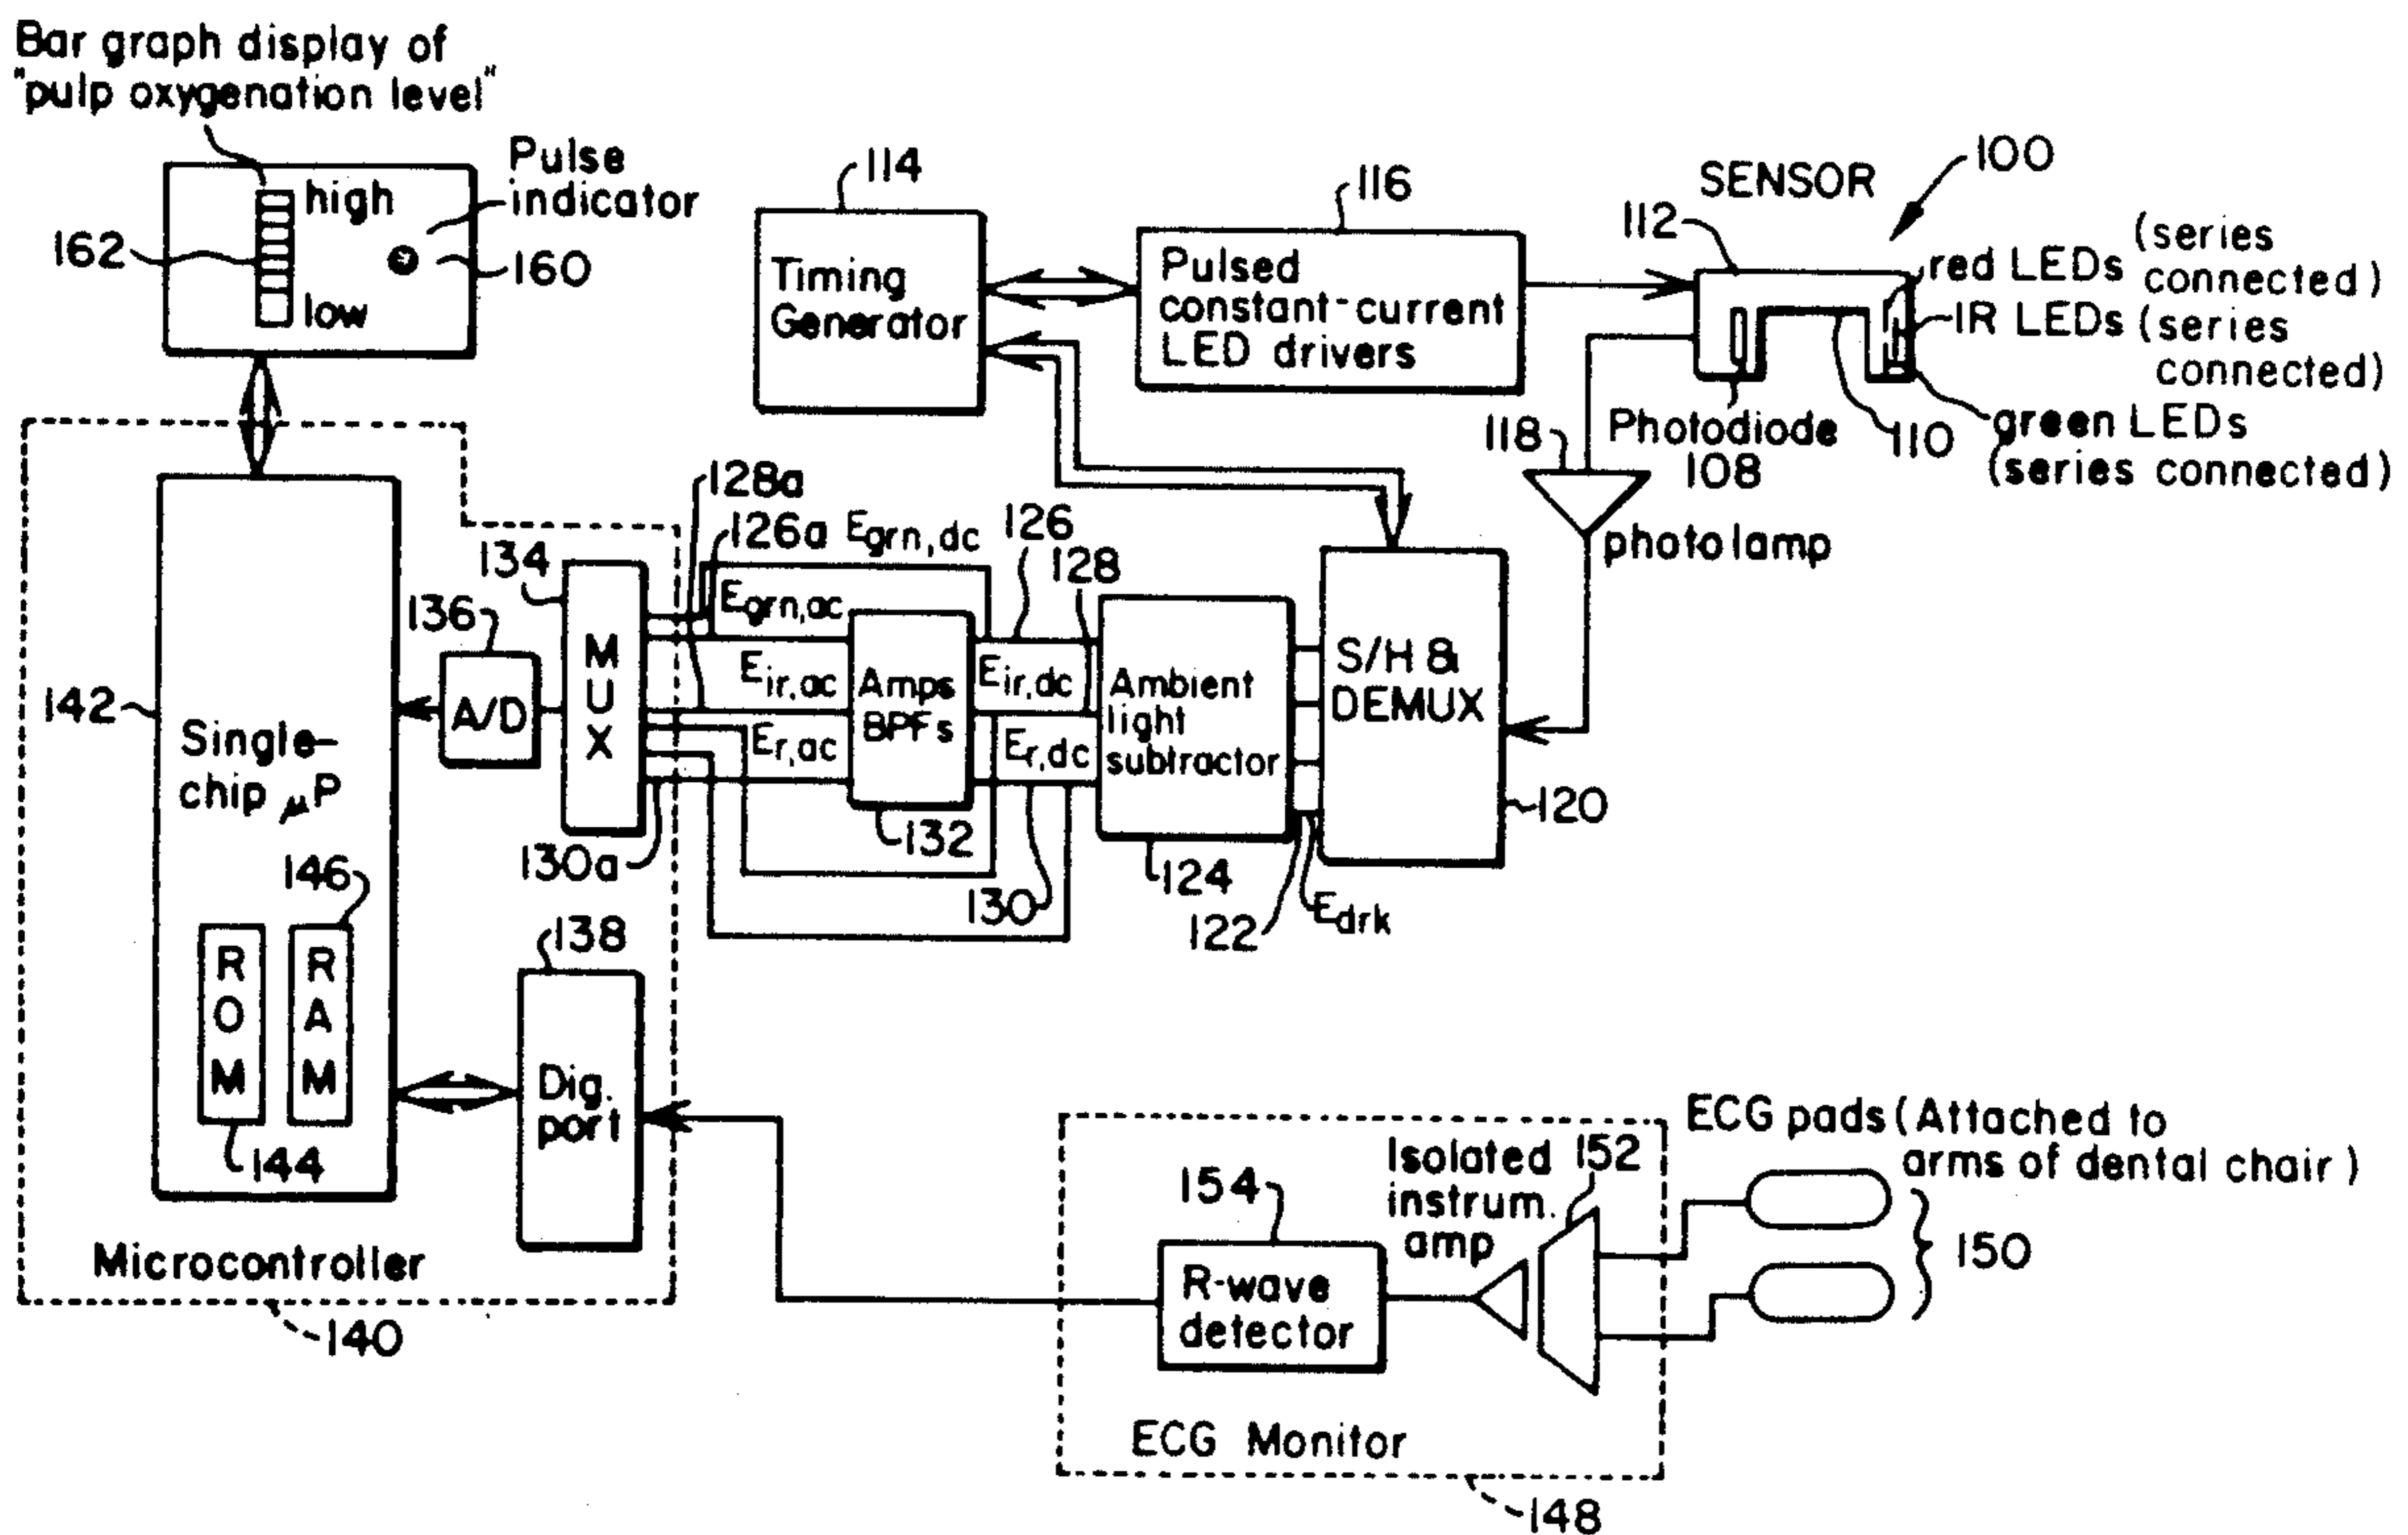 Bar graph display of
"pulp oxygenation level"
high
low
162
Pulse
indicator
160
114
Timing
Generator
116
Pulsed
constant-current
LED drivers
SENSOR
100
112
red LEDs (series
connected)
IR LEDs (series
connected)
green LEDs
(series connected)
110
Photodiode
108
118
photolamp
128a
126a
Egrn,dc
126
128
134
MUX
Egrn,ac
Eir,ac
Er,ac
Amps
BPFs
Eir,dc
Er,dc
Ambient
light
subtractor
S/H &
DEMUX
136
A/D
142
Single-
chip μP
130a
132
130
124
122
Edrk
120
146
ROM
RAM
144
138
Dig.
port
Microcontroller
140
ECG pads (Attached to
arms of dental chair)
150
Isolated
instrum.
amp
152
154
R-wave
detector
ECG Monitor
148